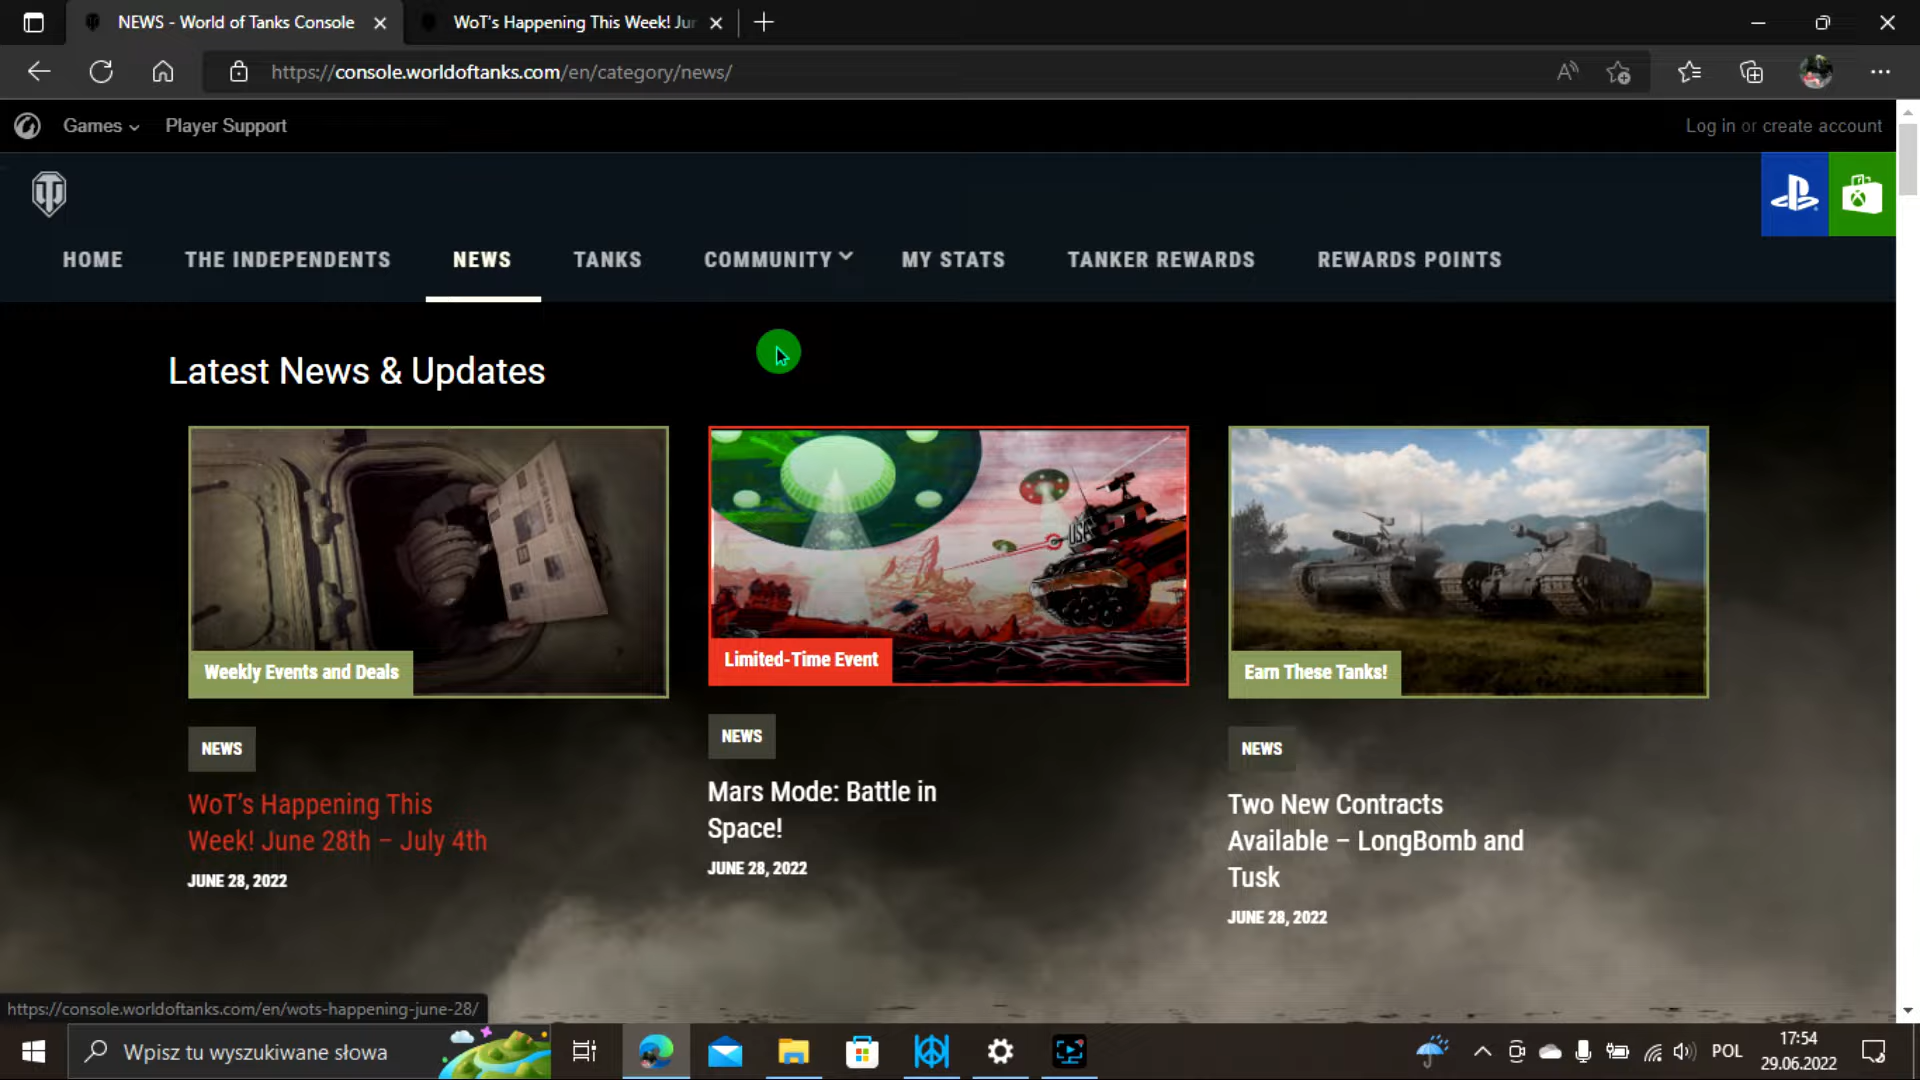 NEWS - World of Tanks Console
WoT's Happening This Week! Jun
https://console.worldoftanks.com/en/category/news/
Games
Player Support
Log in or create account
HOME
THE INDEPENDENTS
NEWS
TANKS
COMMUNITY
MY STATS
TANKER REWARDS
REWARDS POINTS
Latest News & Updates
Weekly Events and Deals
Limited-Time Event
Earn These Tanks!
NEWS
WoT's Happening This
Week! June 28th – July 4th
JUNE 28, 2022
NEWS
Mars Mode: Battle in
Space!
JUNE 28, 2022
NEWS
Two New Contracts
Available – LongBomb and
Tusk
JUNE 28, 2022
https://console.worldoftanks.com/en/wots-happening-june-28/
Wpisz tu wyszukiwane słowa
POL
17:54
29.06.2022